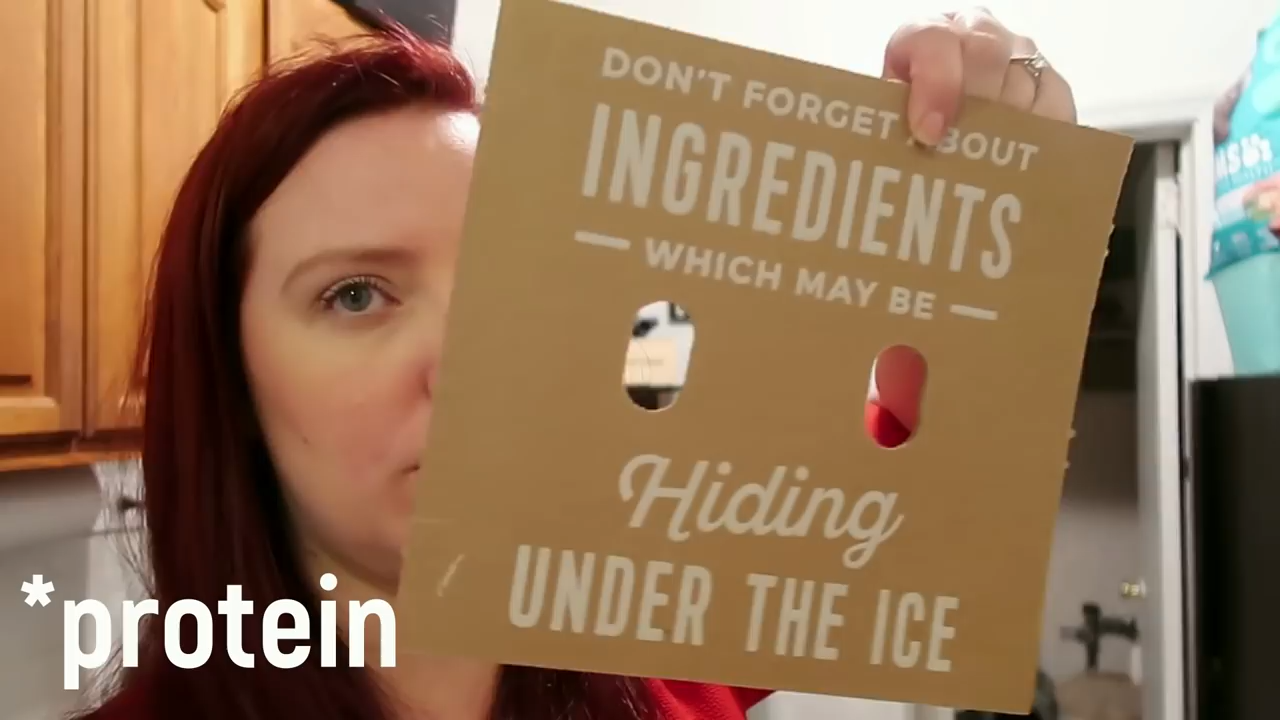 DON'T FORGET ABOUT
INGREDIENTS
WHICH MAY BE
Hiding
UNDER THE ICE
*protein